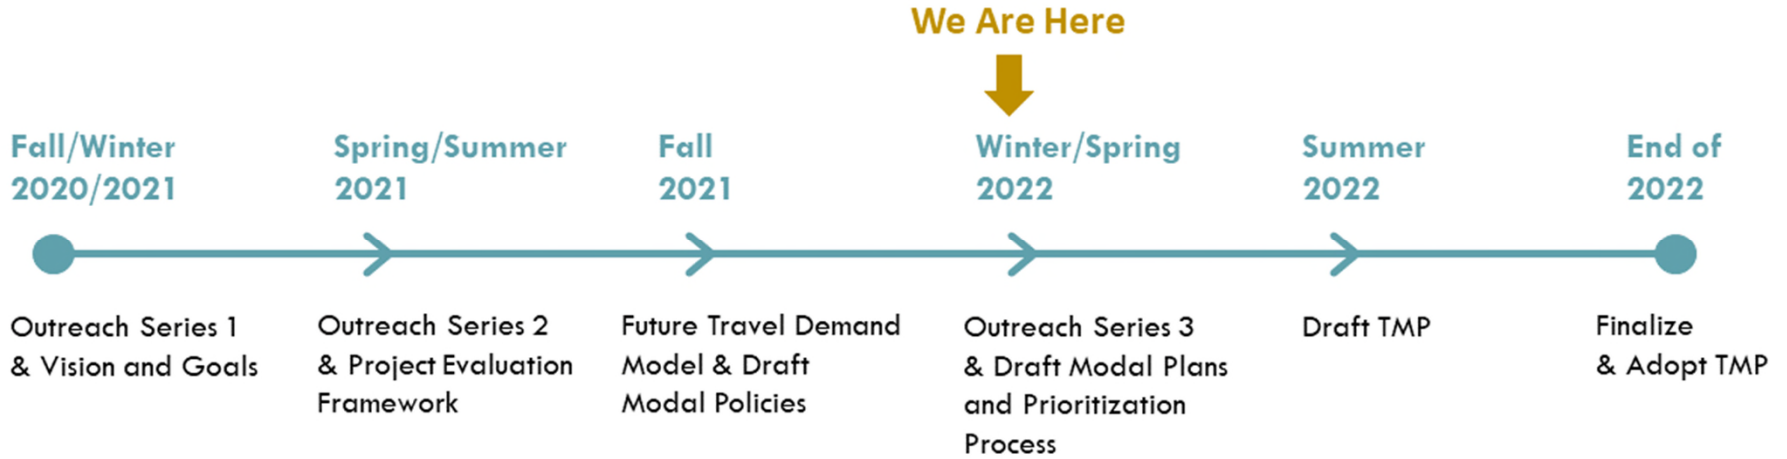 We Are Here
Fall/Winter
2020/2021
Spring/Summer
2021
Fall
2021
Winter/Spring
2022
Summer
2022
End of
2022
Outreach Series 1
& Vision and Goals
Outreach Series 2
& Project Evaluation
Framework
Future Travel Demand
Model & Draft
Modal Policies
Outreach Series 3
& Draft Modal Plans
and Prioritization
Process
Draft TMP
Finalize
& Adopt TMP